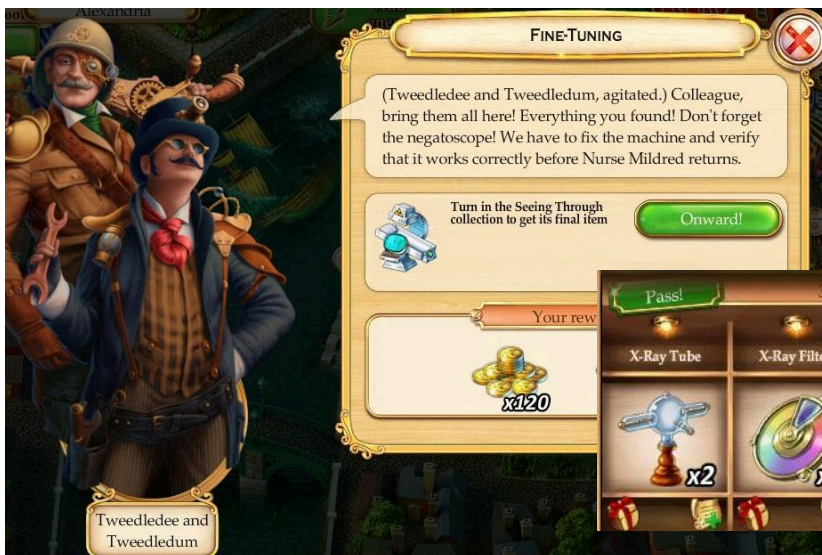 Alexandria
FINE-TUNING
(Tweedledee and Tweedledum, agitated.) Colleague,
bring them all here! Everything you found! Don't forget
the negatoscope! We have to fix the machine and verify
that it works correctly before Nurse Mildred returns.
Turn in the Seeing Through
collection to get its final item
Onward!
Your rew
x120
Pass!
X-Ray Tube
X-Ray Filte
x2
Tweedledee and
Tweedledum